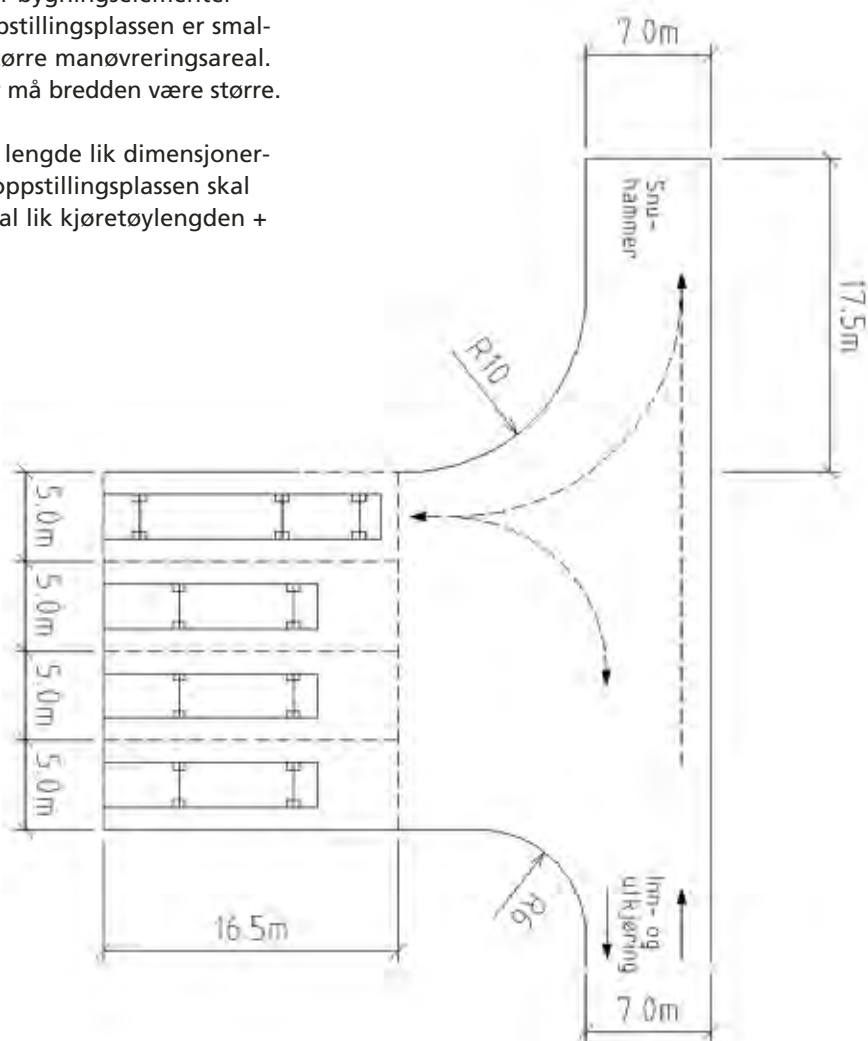 bygningselementer
ppstillingsplassen er smal-
tørre manøvreringsareal.
må bredden være større.
lengde lik dimensjoner-
oppstillingsplassen skal
al lik kjøretøylengden +
7.0m
Snu-
hammer
17.5m
R10
5.0m
5.0m
5.0m
5.0m
16.5m
R6
Inn- og
utkjøring
7.0m